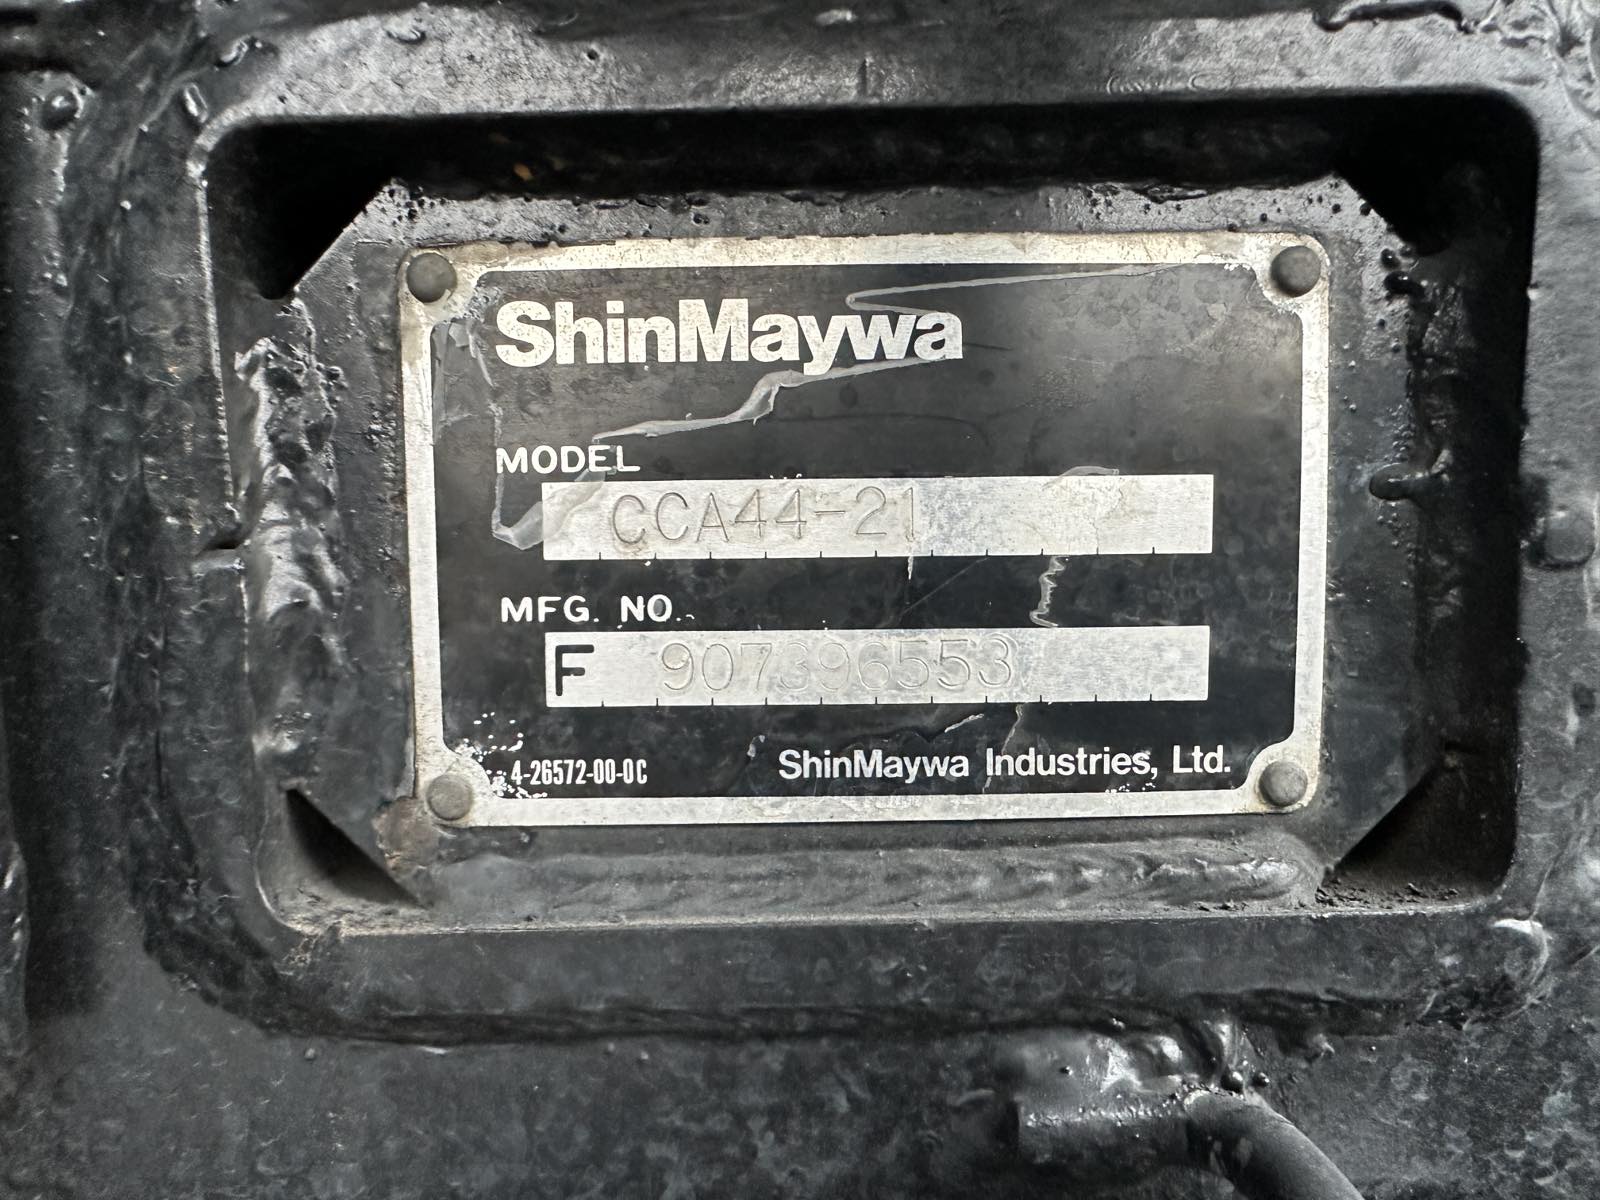 ShinMaywa
MODEL
CCA44-21
MFG. NO.
F 907396553
4-26572-00-0C
ShinMaywa Industries, Ltd.